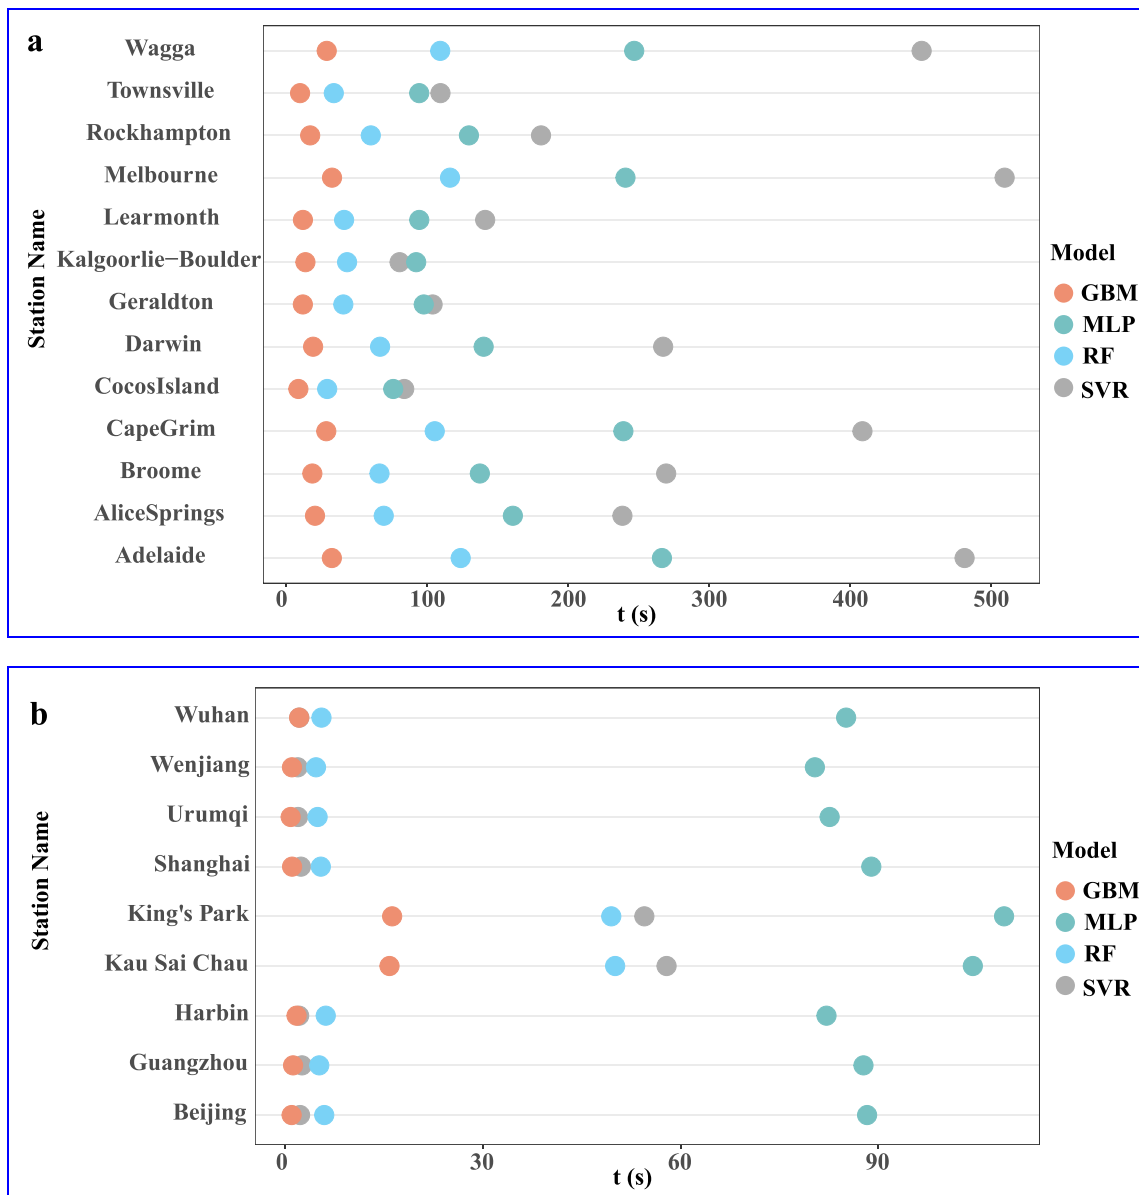 a
Wagga
Townsville
Rockhampton
Melbourne
Learmonth
Kalgoorlie−Boulder
Geraldton
Darwin
CocosIsland
CapeGrim
Broome
AliceSprings
Adelaide
Station Name
0 100 200 300 400 500
t (s)
Model
GBM
MLP
RF
SVR
b
Wuhan
Wenjiang
Urumqi
Shanghai
King's Park
Kau Sai Chau
Harbin
Guangzhou
Beijing
Station Name
0 30 60 90
t (s)
Model
GBM
MLP
RF
SVR